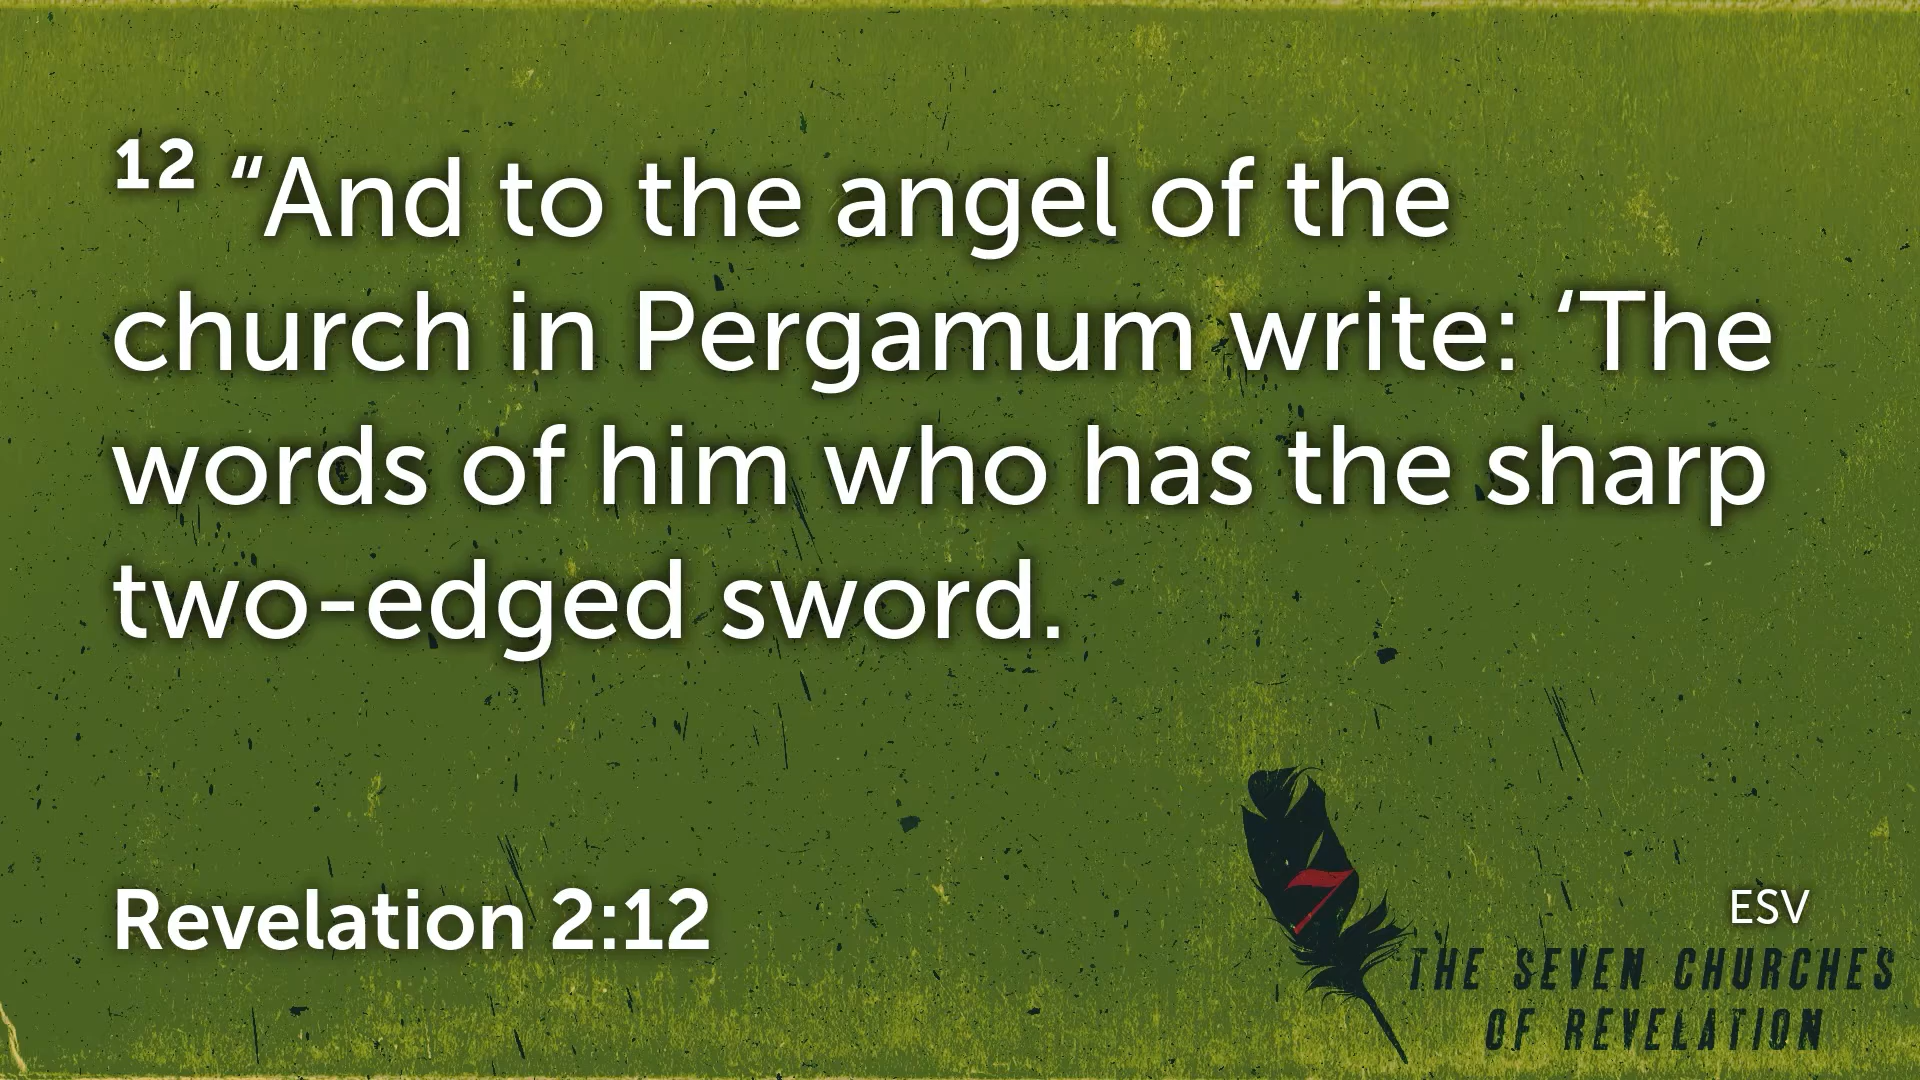 12 “And to the angel of the
church in Pergamum write: ‘The
words of him who has the sharp
two-edged sword.
Revelation 2:12
ESV
7
THE SEVEN CHURCHES
OF REVELATION